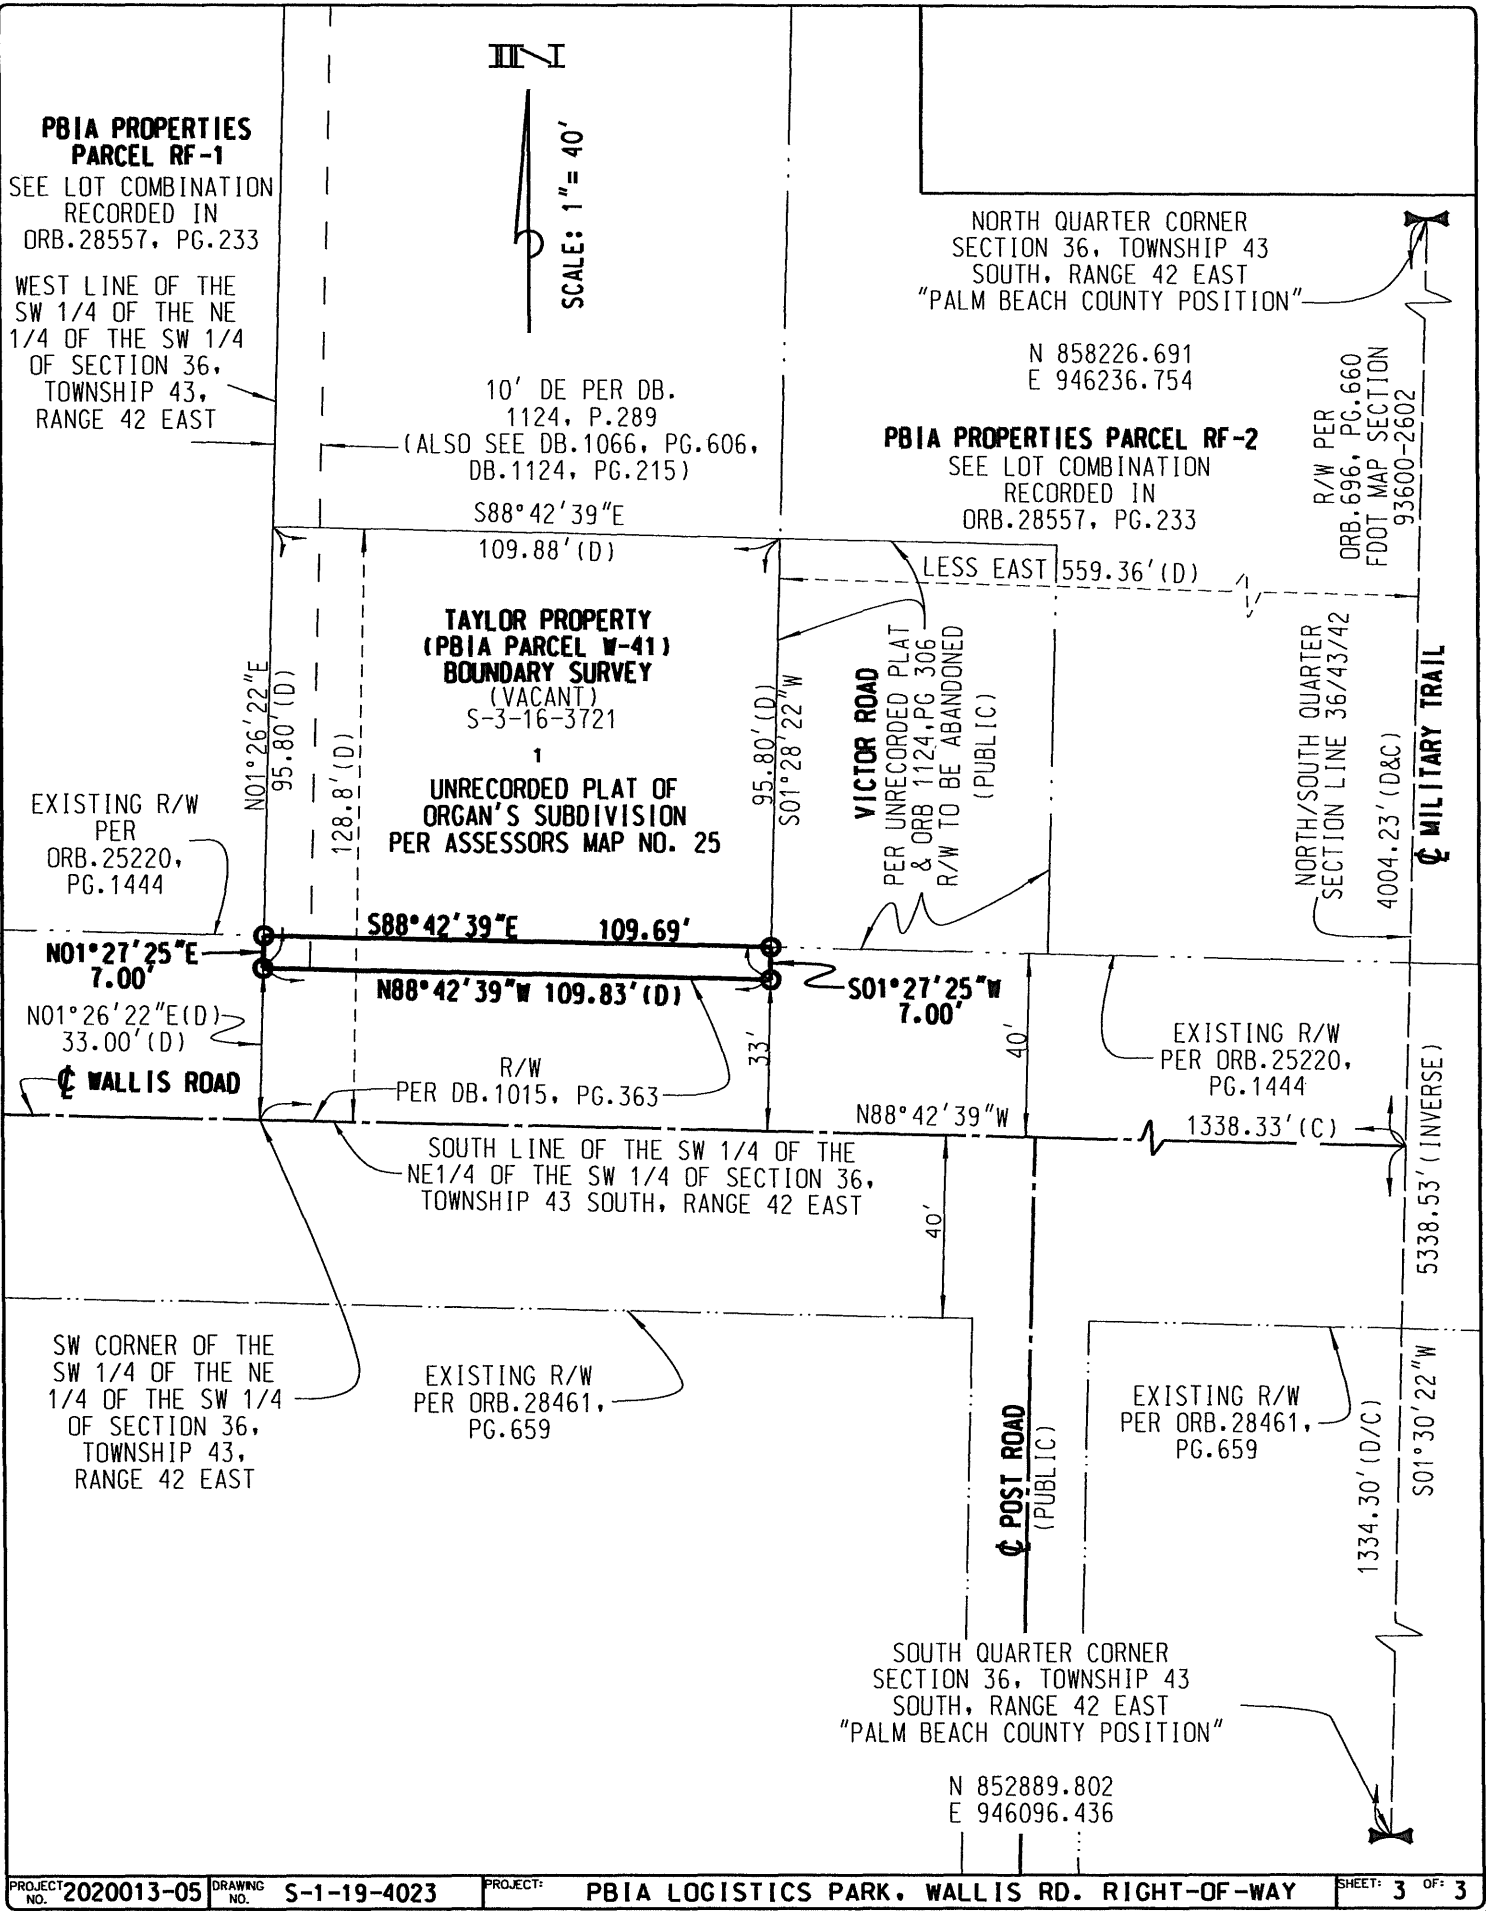 N
SCALE: 1"= 40'
PBIA PROPERTIES
PARCEL RF-1
SEE LOT COMBINATION
RECORDED IN
ORB.28557, PG.233
WEST LINE OF THE
SW 1/4 OF THE NE
1/4 OF THE SW 1/4
OF SECTION 36,
TOWNSHIP 43,
RANGE 42 EAST
10' DE PER DB.
1124, P.289
(ALSO SEE DB.1066, PG.606,
DB.1124, PG.215)
NORTH QUARTER CORNER
SECTION 36, TOWNSHIP 43
SOUTH, RANGE 42 EAST
"PALM BEACH COUNTY POSITION"
N 858226.691
E 946236.754
PBIA PROPERTIES PARCEL RF-2
SEE LOT COMBINATION
RECORDED IN
ORB.28557, PG.233
R/W PER
ORB.696, PG.660
FDOT MAP SECTION
93600-2602
S88°42'39"E
109.88'(D)
LESS EAST 559.36'(D)
TAYLOR PROPERTY
(PBIA PARCEL W-41)
BOUNDARY SURVEY
(VACANT)
S-3-16-3721
1
UNRECORDED PLAT OF
ORGAN'S SUBDIVISION
PER ASSESSORS MAP NO. 25
N01°26'22"E
95.80'(D)
128.8'(D)
95.80'(D)
S01°28'22"W
VICTOR ROAD
PER UNRECORDED PLAT
& ORB 1124,PG 306
R/W TO BE ABANDONED
(PUBLIC)
NORTH/SOUTH QUARTER
SECTION LINE 36/43/42
4004.23'(D&C)
℄ MILITARY TRAIL
EXISTING R/W
PER
ORB.25220,
PG.1444
S88°42'39"E 109.69'
N01°27'25"E
7.00'
N88°42'39"W 109.83'(D)
S01°27'25"W
7.00'
N01°26'22"E(D)
33.00'(D)
℄ WALLIS ROAD
R/W
PER DB.1015, PG.363
33'
40'
EXISTING R/W
PER ORB.25220,
PG.1444
N88°42'39"W
1338.33'(C)
5338.53'(INVERSE)
SOUTH LINE OF THE SW 1/4 OF THE
NE1/4 OF THE SW 1/4 OF SECTION 36,
TOWNSHIP 43 SOUTH, RANGE 42 EAST
40'
SW CORNER OF THE
SW 1/4 OF THE NE
1/4 OF THE SW 1/4
OF SECTION 36,
TOWNSHIP 43,
RANGE 42 EAST
EXISTING R/W
PER ORB.28461,
PG.659
℄ POST ROAD
(PUBLIC)
EXISTING R/W
PER ORB.28461,
PG.659
1334.30'(D/C)
S01°30'22"W
SOUTH QUARTER CORNER
SECTION 36, TOWNSHIP 43
SOUTH, RANGE 42 EAST
"PALM BEACH COUNTY POSITION"
N 852889.802
E 946096.436
PROJECT NO. 2020013-05 DRAWING NO. S-1-19-4023 PROJECT: PBIA LOGISTICS PARK, WALLIS RD. RIGHT-OF-WAY SHEET: 3 OF: 3